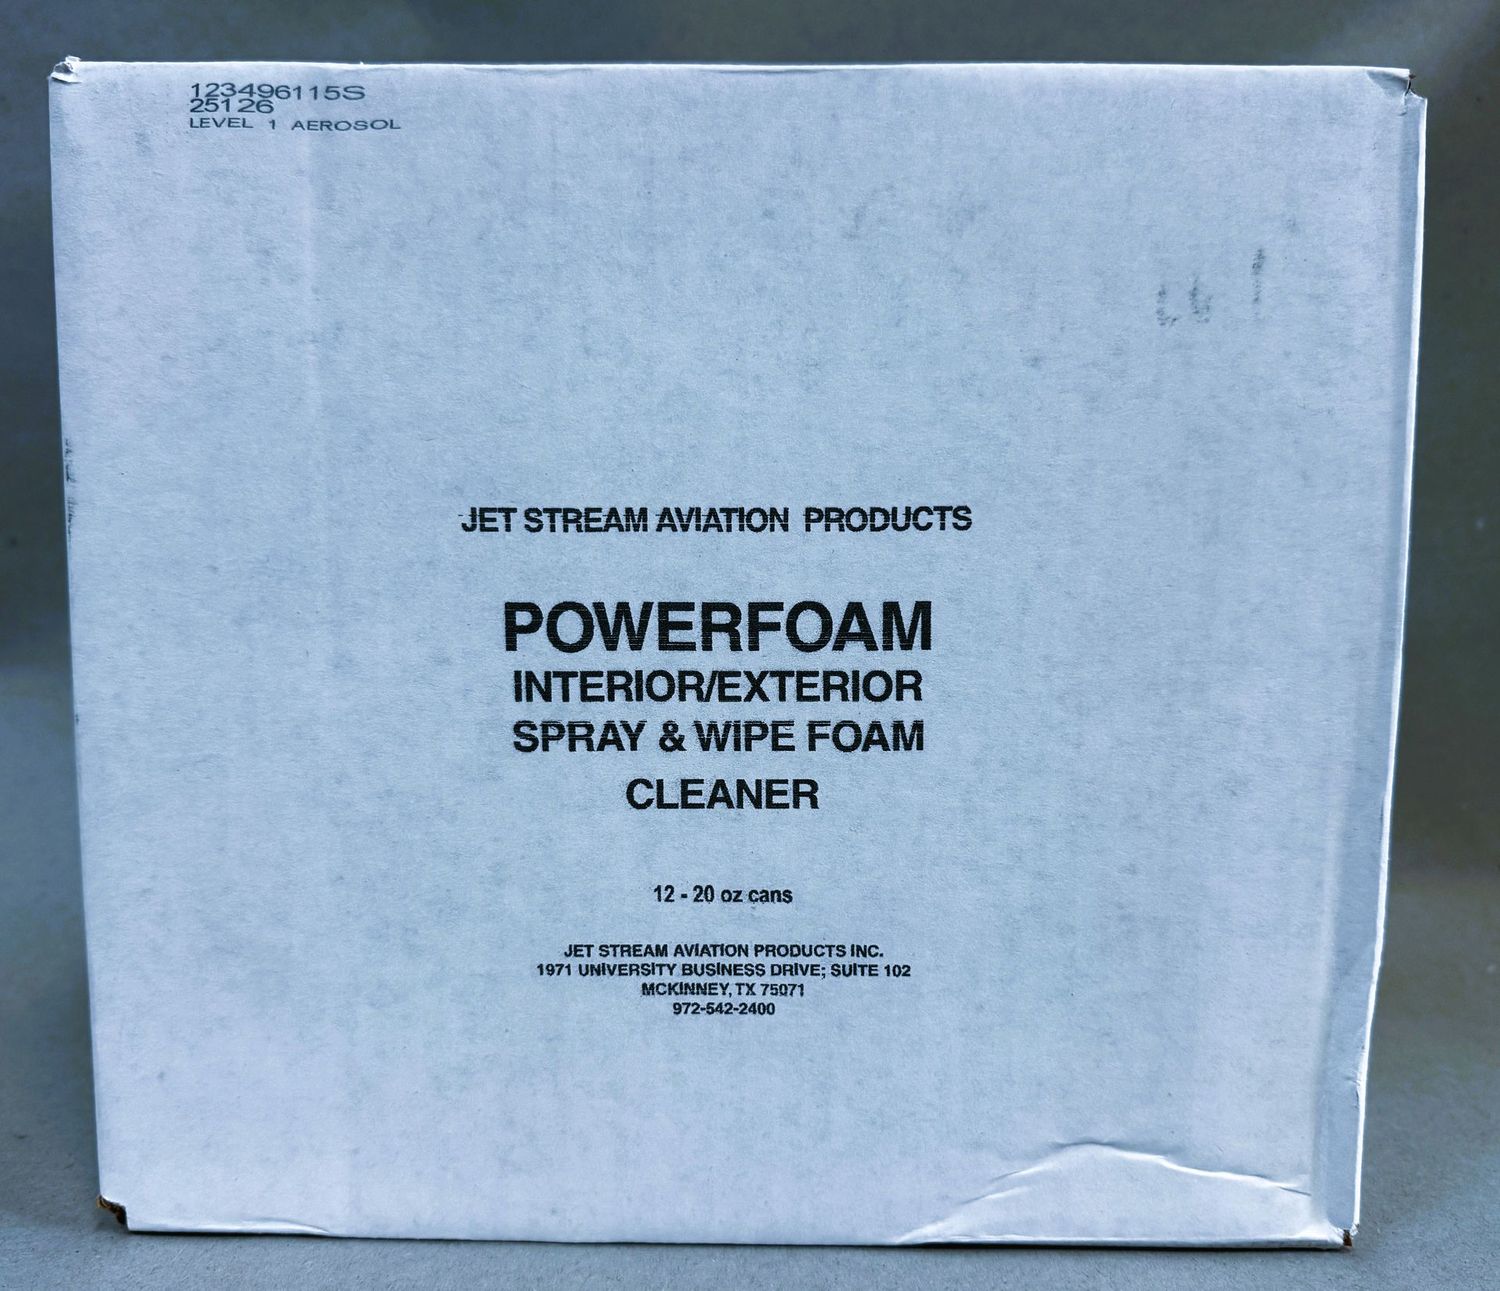 123496115S
25126
LEVEL 1 AEROSOL
JET STREAM AVIATION PRODUCTS
POWERFOAM
INTERIOR/EXTERIOR
SPRAY & WIPE FOAM
CLEANER
12 - 20 oz cans
JET STREAM AVIATION PRODUCTS INC.
1971 UNIVERSITY BUSINESS DRIVE; SUITE 102
MCKINNEY, TX 75071
972-542-2400